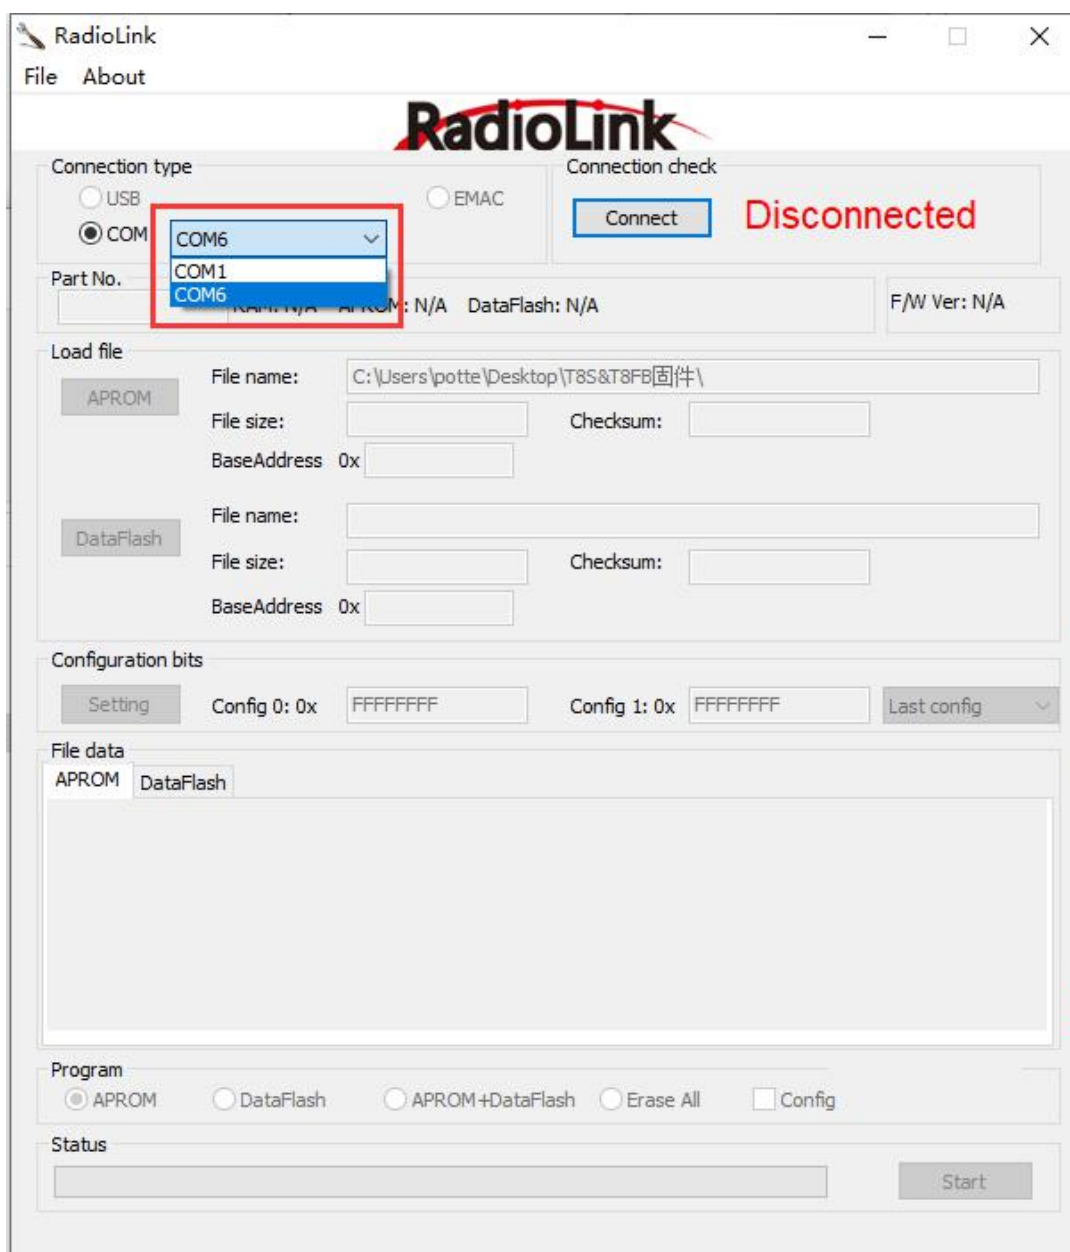 RadioLink
File About
RadioLink
Connection type
USB
EMAC
COM
COM6
COM1
COM6
Connection check
Connect
Disconnected
Part No.
RAM: N/A APROM: N/A DataFlash: N/A
F/W Ver: N/A
Load file
APROM
File name: C:\Users\potte\Desktop\T8S&T8FB固件\
File size: Checksum:
BaseAddress 0x
DataFlash
File name:
File size: Checksum:
BaseAddress 0x
Configuration bits
Setting Config 0: 0x FFFFFFFF Config 1: 0x FFFFFFFF Last config
File data
APROM DataFlash
Program
APROM DataFlash APROM+DataFlash Erase All Config
Status
Start